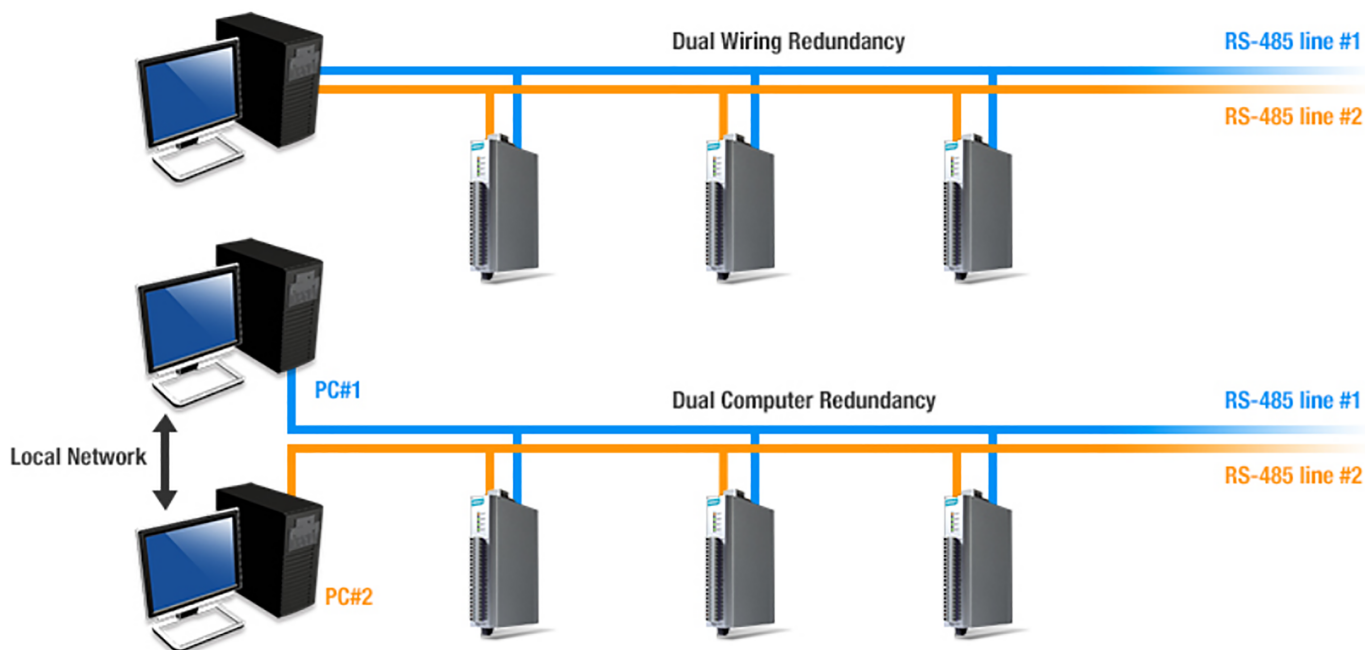 Dual Wiring Redundancy
RS-485 line #1
RS-485 line #2
PC#1
Dual Computer Redundancy
RS-485 line #1
Local Network
RS-485 line #2
PC#2